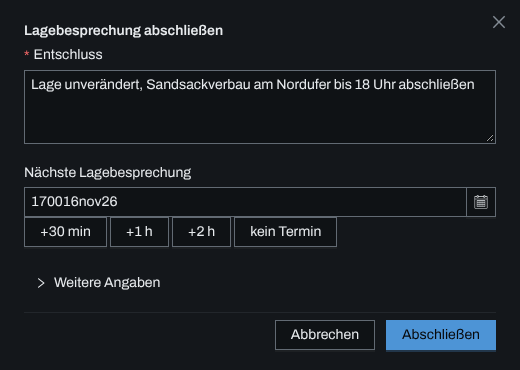 Lagebesprechung abschließen
* Entschluss
Lage unverändert, Sandsackverbau am Nordufer bis 18 Uhr abschließen
Nächste Lagebesprechung
170016nov26
+30 min +1 h +2 h kein Termin
Weitere Angaben
Abbrechen Abschließen